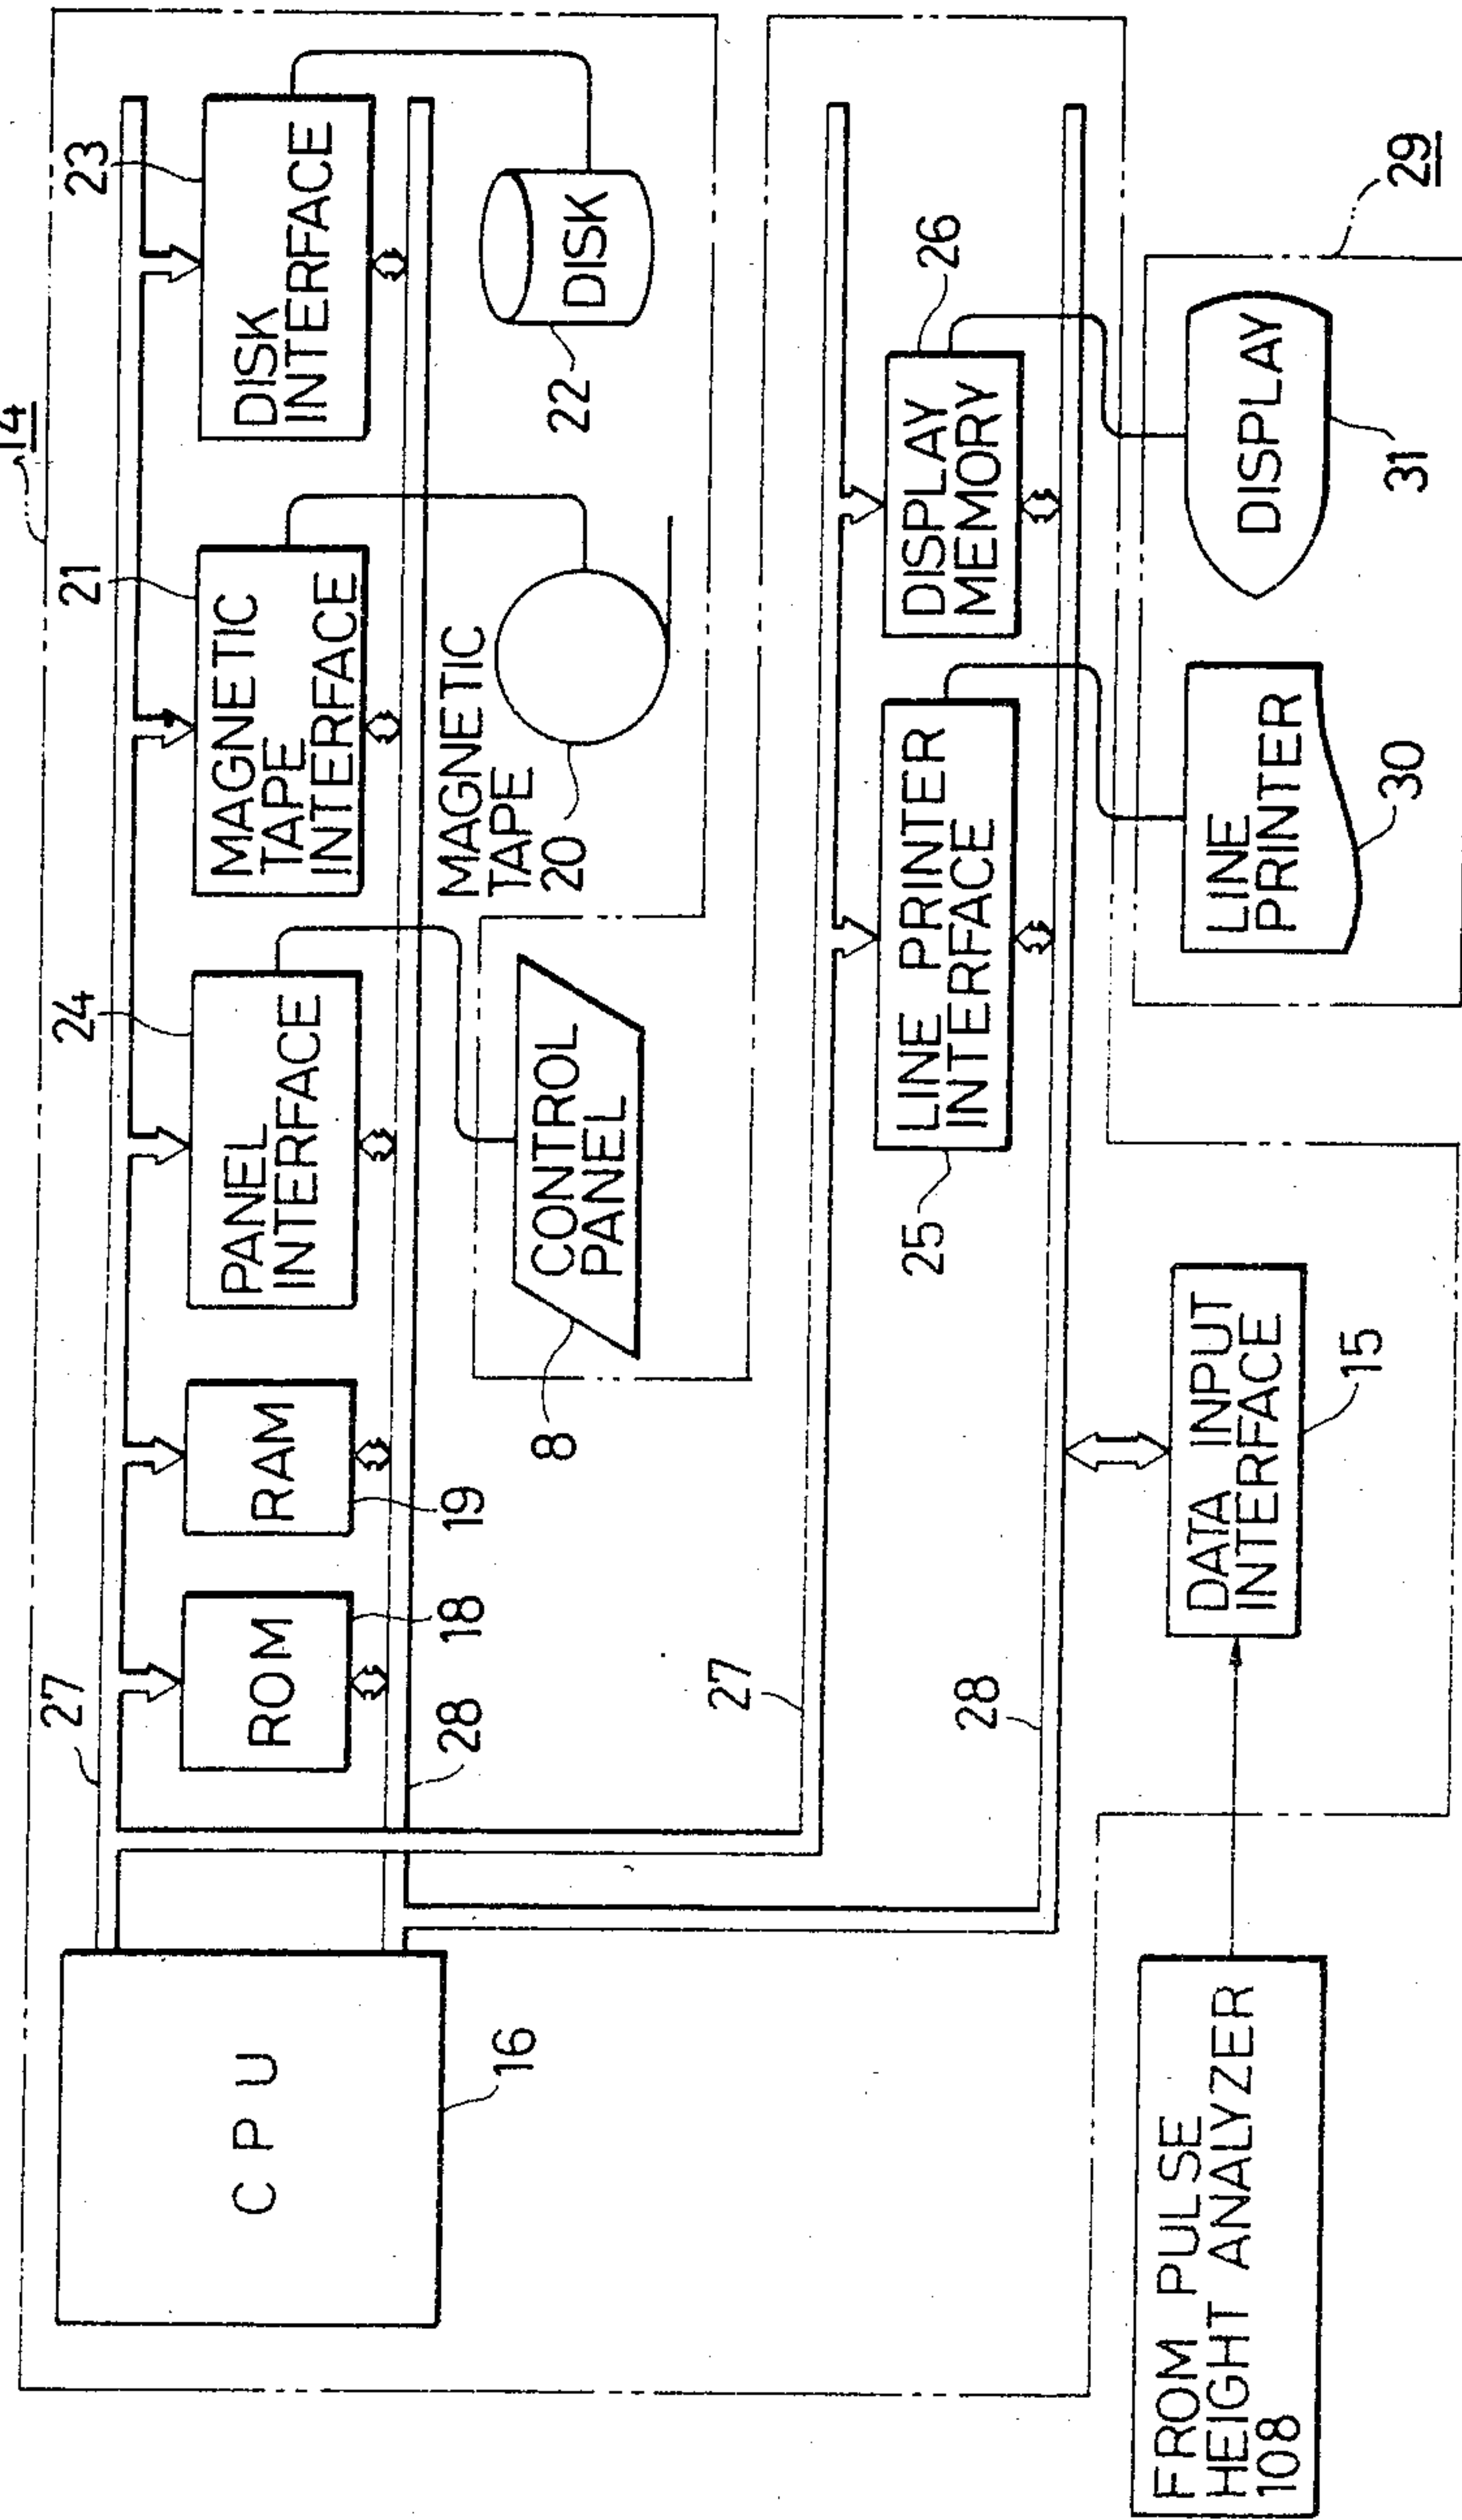 14
27
24
21
23
CPU
16
ROM
18
RAM
19
PANEL
INTERFACE
MAGNETIC
TAPE
INTERFACE
DISK
INTERFACE
28
CONTROL
PANEL
8
MAGNETIC
TAPE
20
DISK
22
27
28
LINE PRINTER
INTERFACE
25
DISPLAY
MEMORY
26
FROM PULSE
HEIGHT ANALYZER
108
DATA INPUT
INTERFACE
15
LINE
PRINTER
30
DISPLAY
31
29